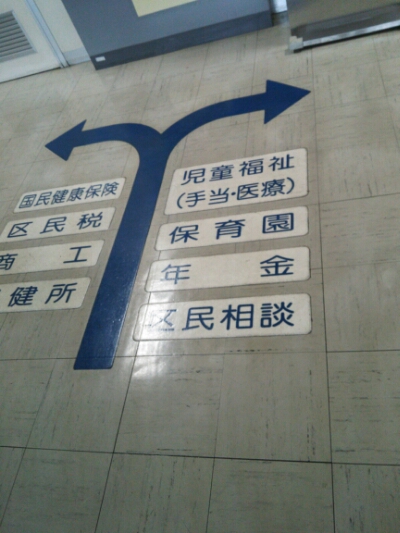 国民健康保険
区民税
商工
健所
児童福祉
(手当・医療)
保育園
年金
区民相談